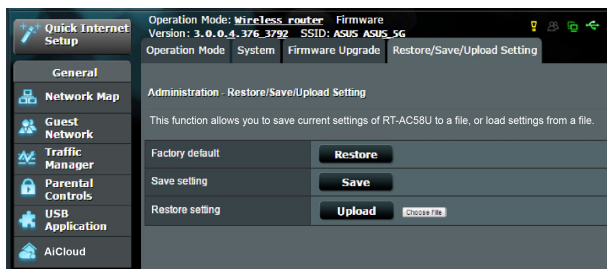 Quick Internet
Setup
General
Network Map
Guest
Network
Traffic
Manager
Parental
Controls
USB
Application
AiCloud
Operation Mode: Wireless router Firmware
Version: 3.0.0.4.376_3792 SSID: ASUS ASUS_5G
Operation Mode System Firmware Upgrade Restore/Save/Upload Setting
Administration - Restore/Save/Upload Setting
This function allows you to save current settings of RT-AC58U to a file, or load settings from a file.
Factory default Restore
Save setting Save
Restore setting Upload Choose File